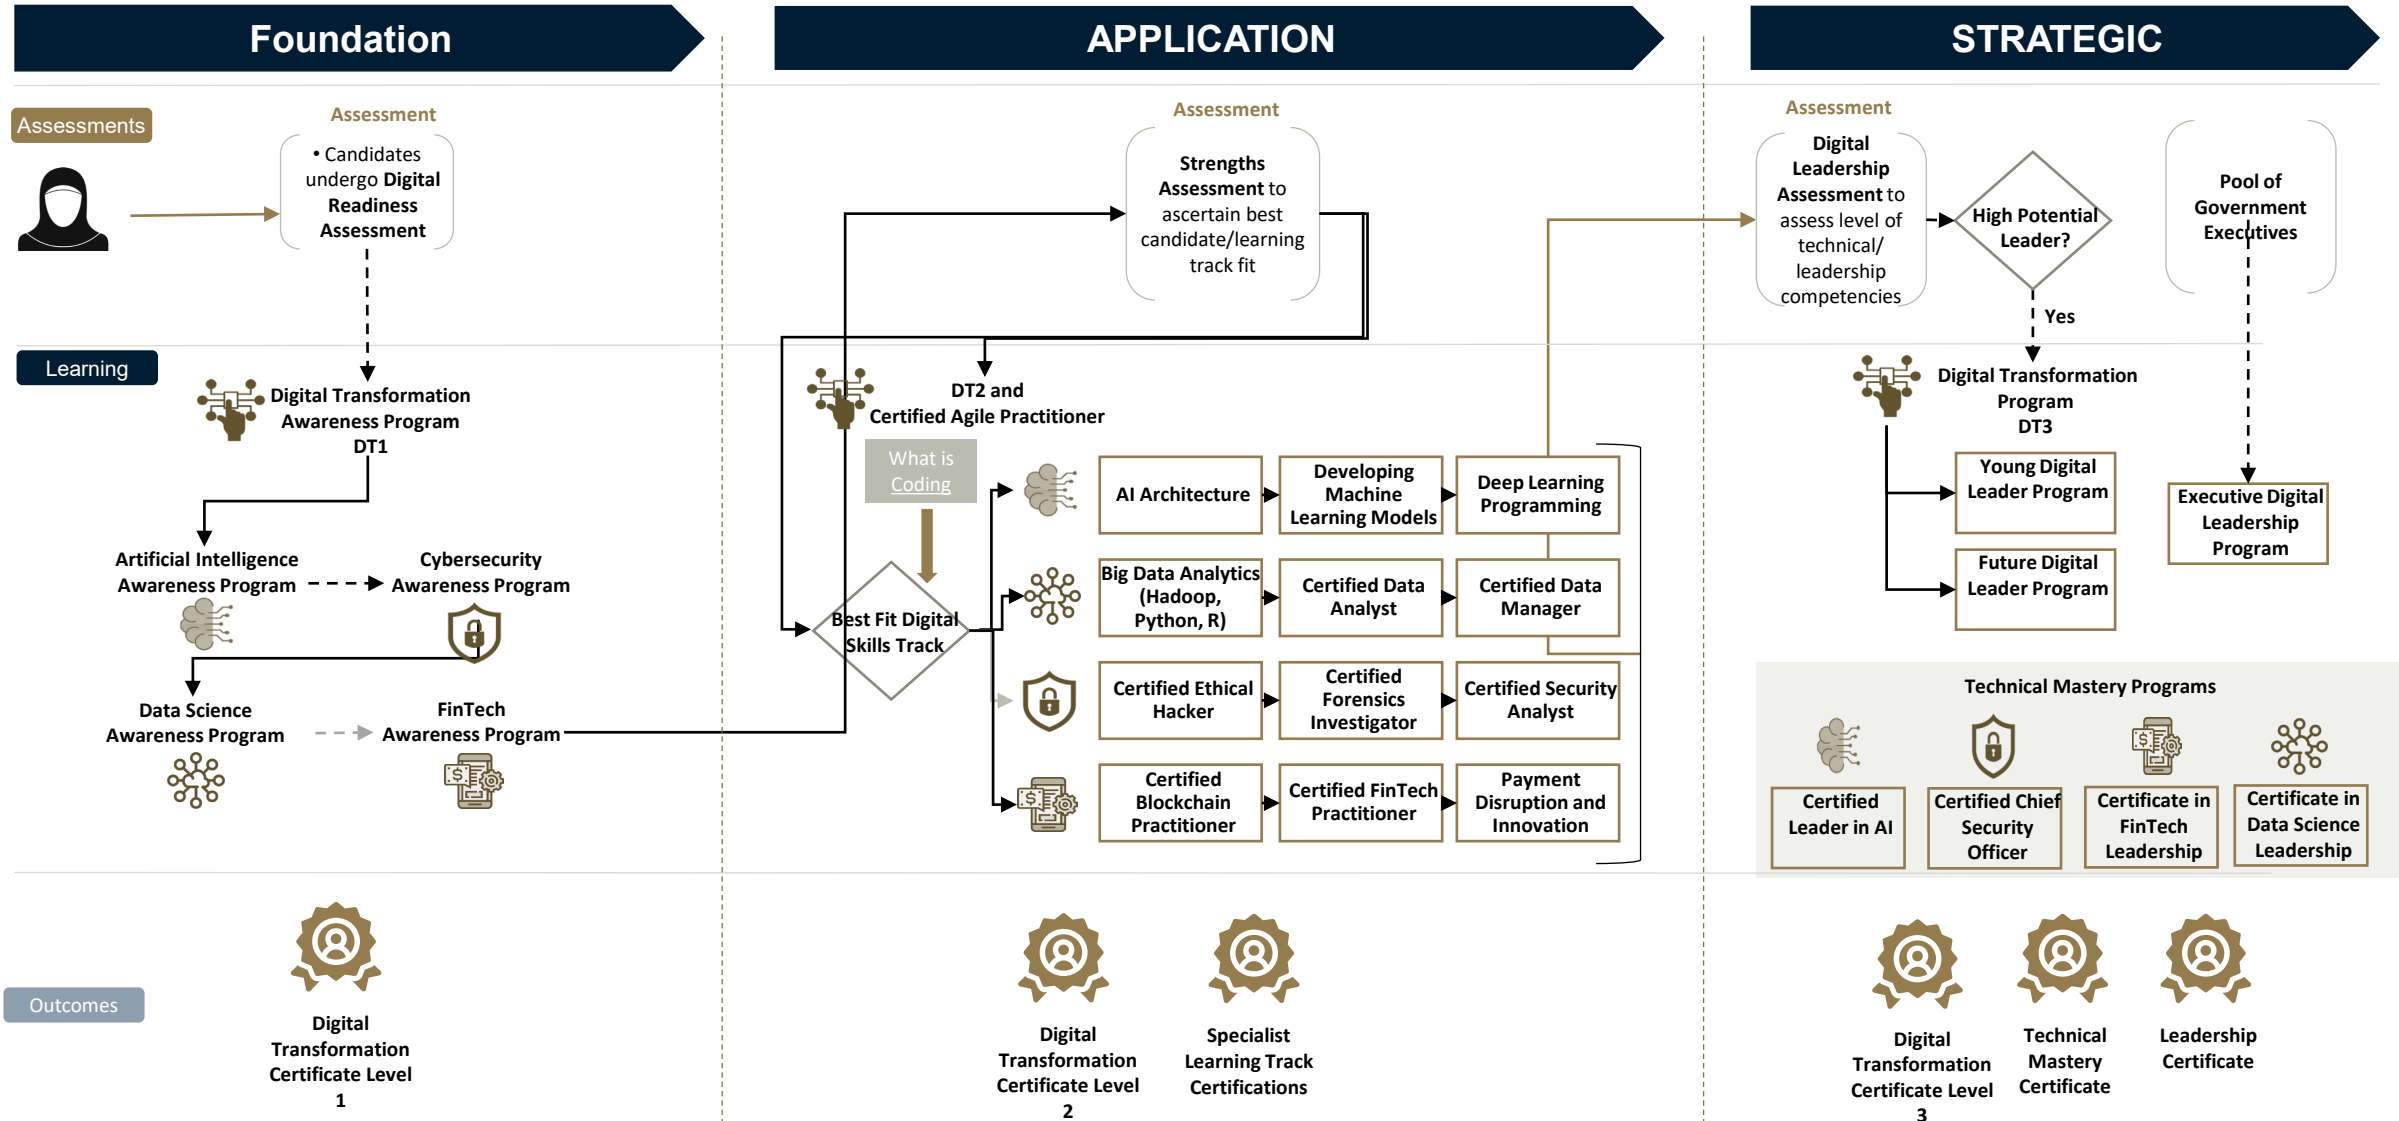 Foundation
APPLICATION
STRATEGIC
Assessments
Assessment
• Candidates
undergo Digital
Readiness
Assessment
Assessment
Strengths
Assessment to
ascertain best
candidate/learning
track fit
Assessment
Digital
Leadership
Assessment to
assess level of
technical/
leadership
competencies
High Potential
Leader?
Yes
Pool of
Government
Executives
Learning
Digital Transformation
Awareness Program
DT1
Artificial Intelligence
Awareness Program
Cybersecurity
Awareness Program
Data Science
Awareness Program
FinTech
Awareness Program
DT2 and
Certified Agile Practitioner
What is
Coding
Best Fit Digital
Skills Track
AI Architecture
Developing
Machine
Learning Models
Deep Learning
Programming
Big Data Analytics
(Hadoop,
Python, R)
Certified Data
Analyst
Certified Data
Manager
Certified Ethical
Hacker
Certified
Forensics
Investigator
Certified Security
Analyst
Certified
Blockchain
Practitioner
Certified FinTech
Practitioner
Payment
Disruption and
Innovation
Digital Transformation
Program
DT3
Young Digital
Leader Program
Future Digital
Leader Program
Executive Digital
Leadership
Program
Technical Mastery Programs
Certified
Leader in AI
Certified Chief
Security
Officer
Certificate in
FinTech
Leadership
Certificate in
Data Science
Leadership
Outcomes
Digital
Transformation
Certificate Level
1
Digital
Transformation
Certificate Level
2
Specialist
Learning Track
Certifications
Digital
Transformation
Certificate Level
3
Technical
Mastery
Certificate
Leadership
Certificate